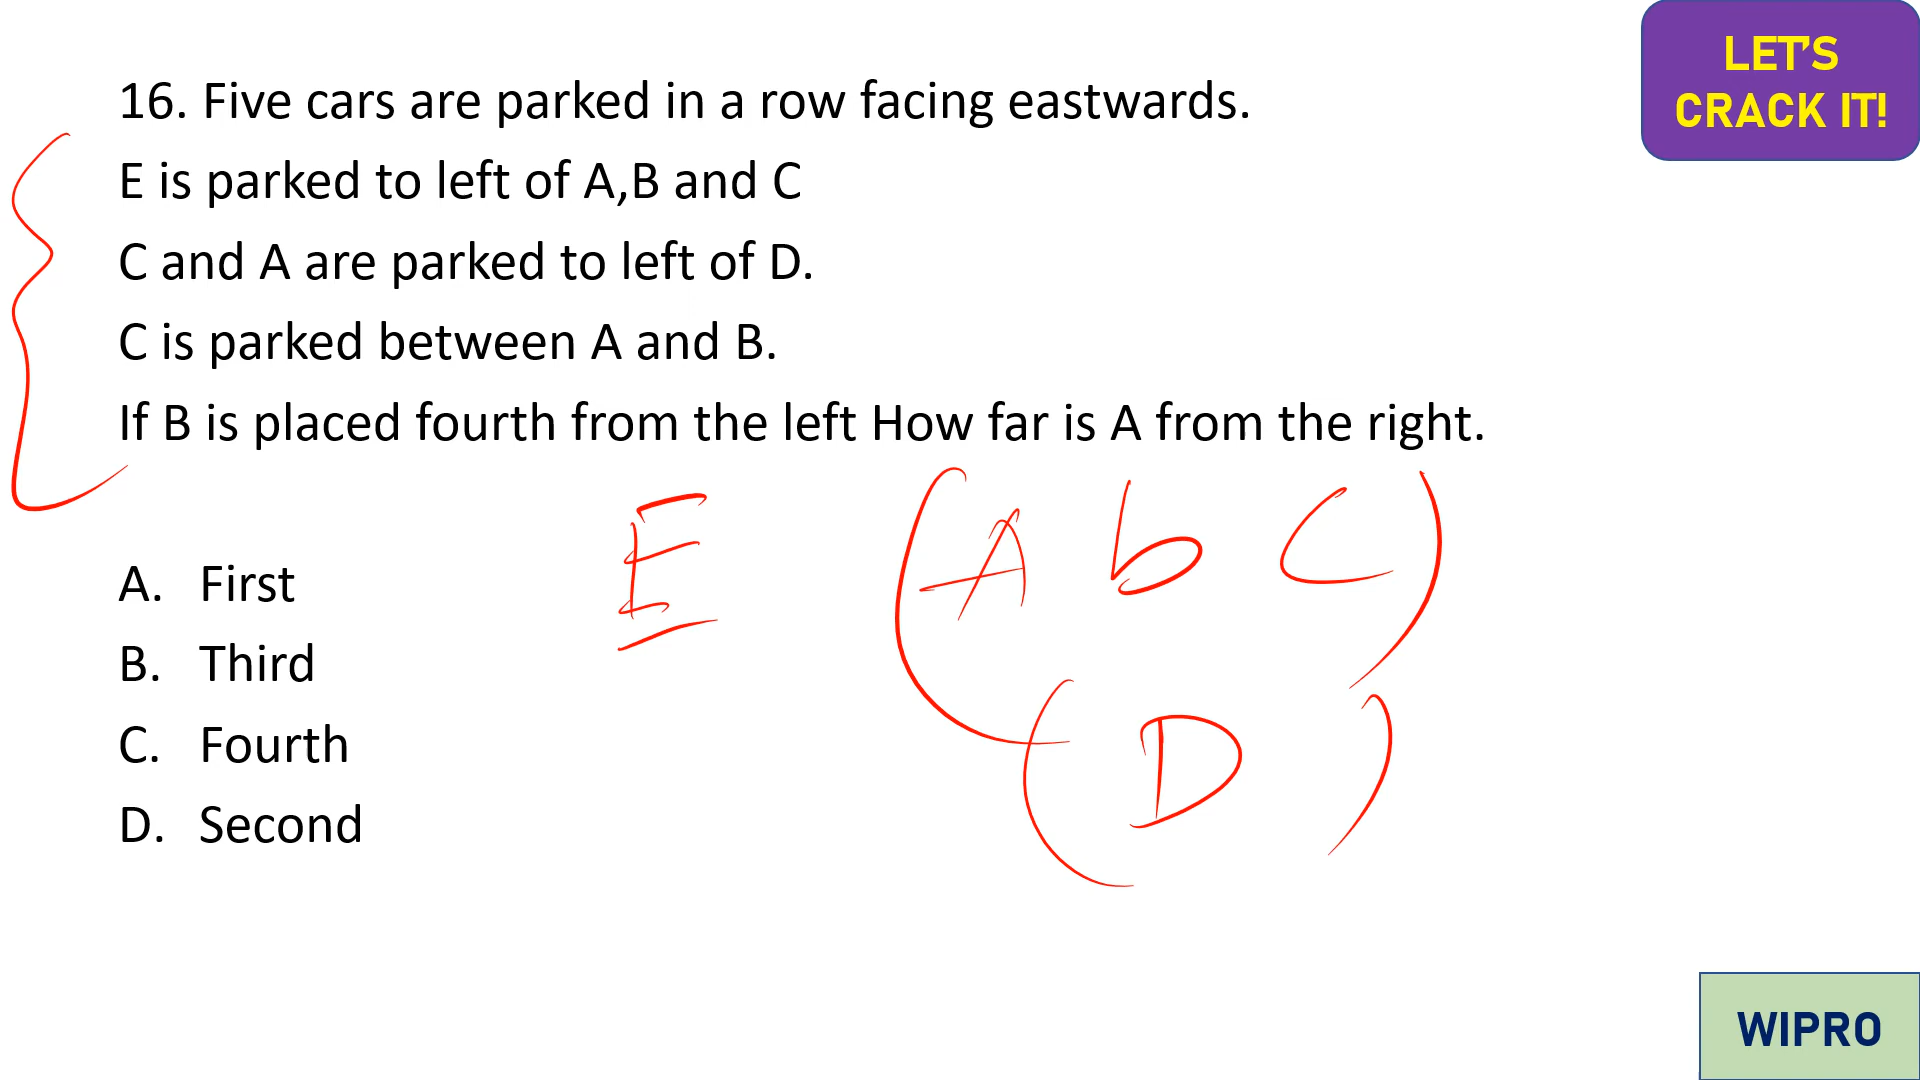 LET'S
CRACK IT!
16. Five cars are parked in a row facing eastwards.
E is parked to left of A,B and C
C and A are parked to left of D.
C is parked between A and B.
If B is placed fourth from the left How far is A from the right.
E (A b C)
A. First
B. Third
(D)
C. Fourth
D. Second
WIPRO